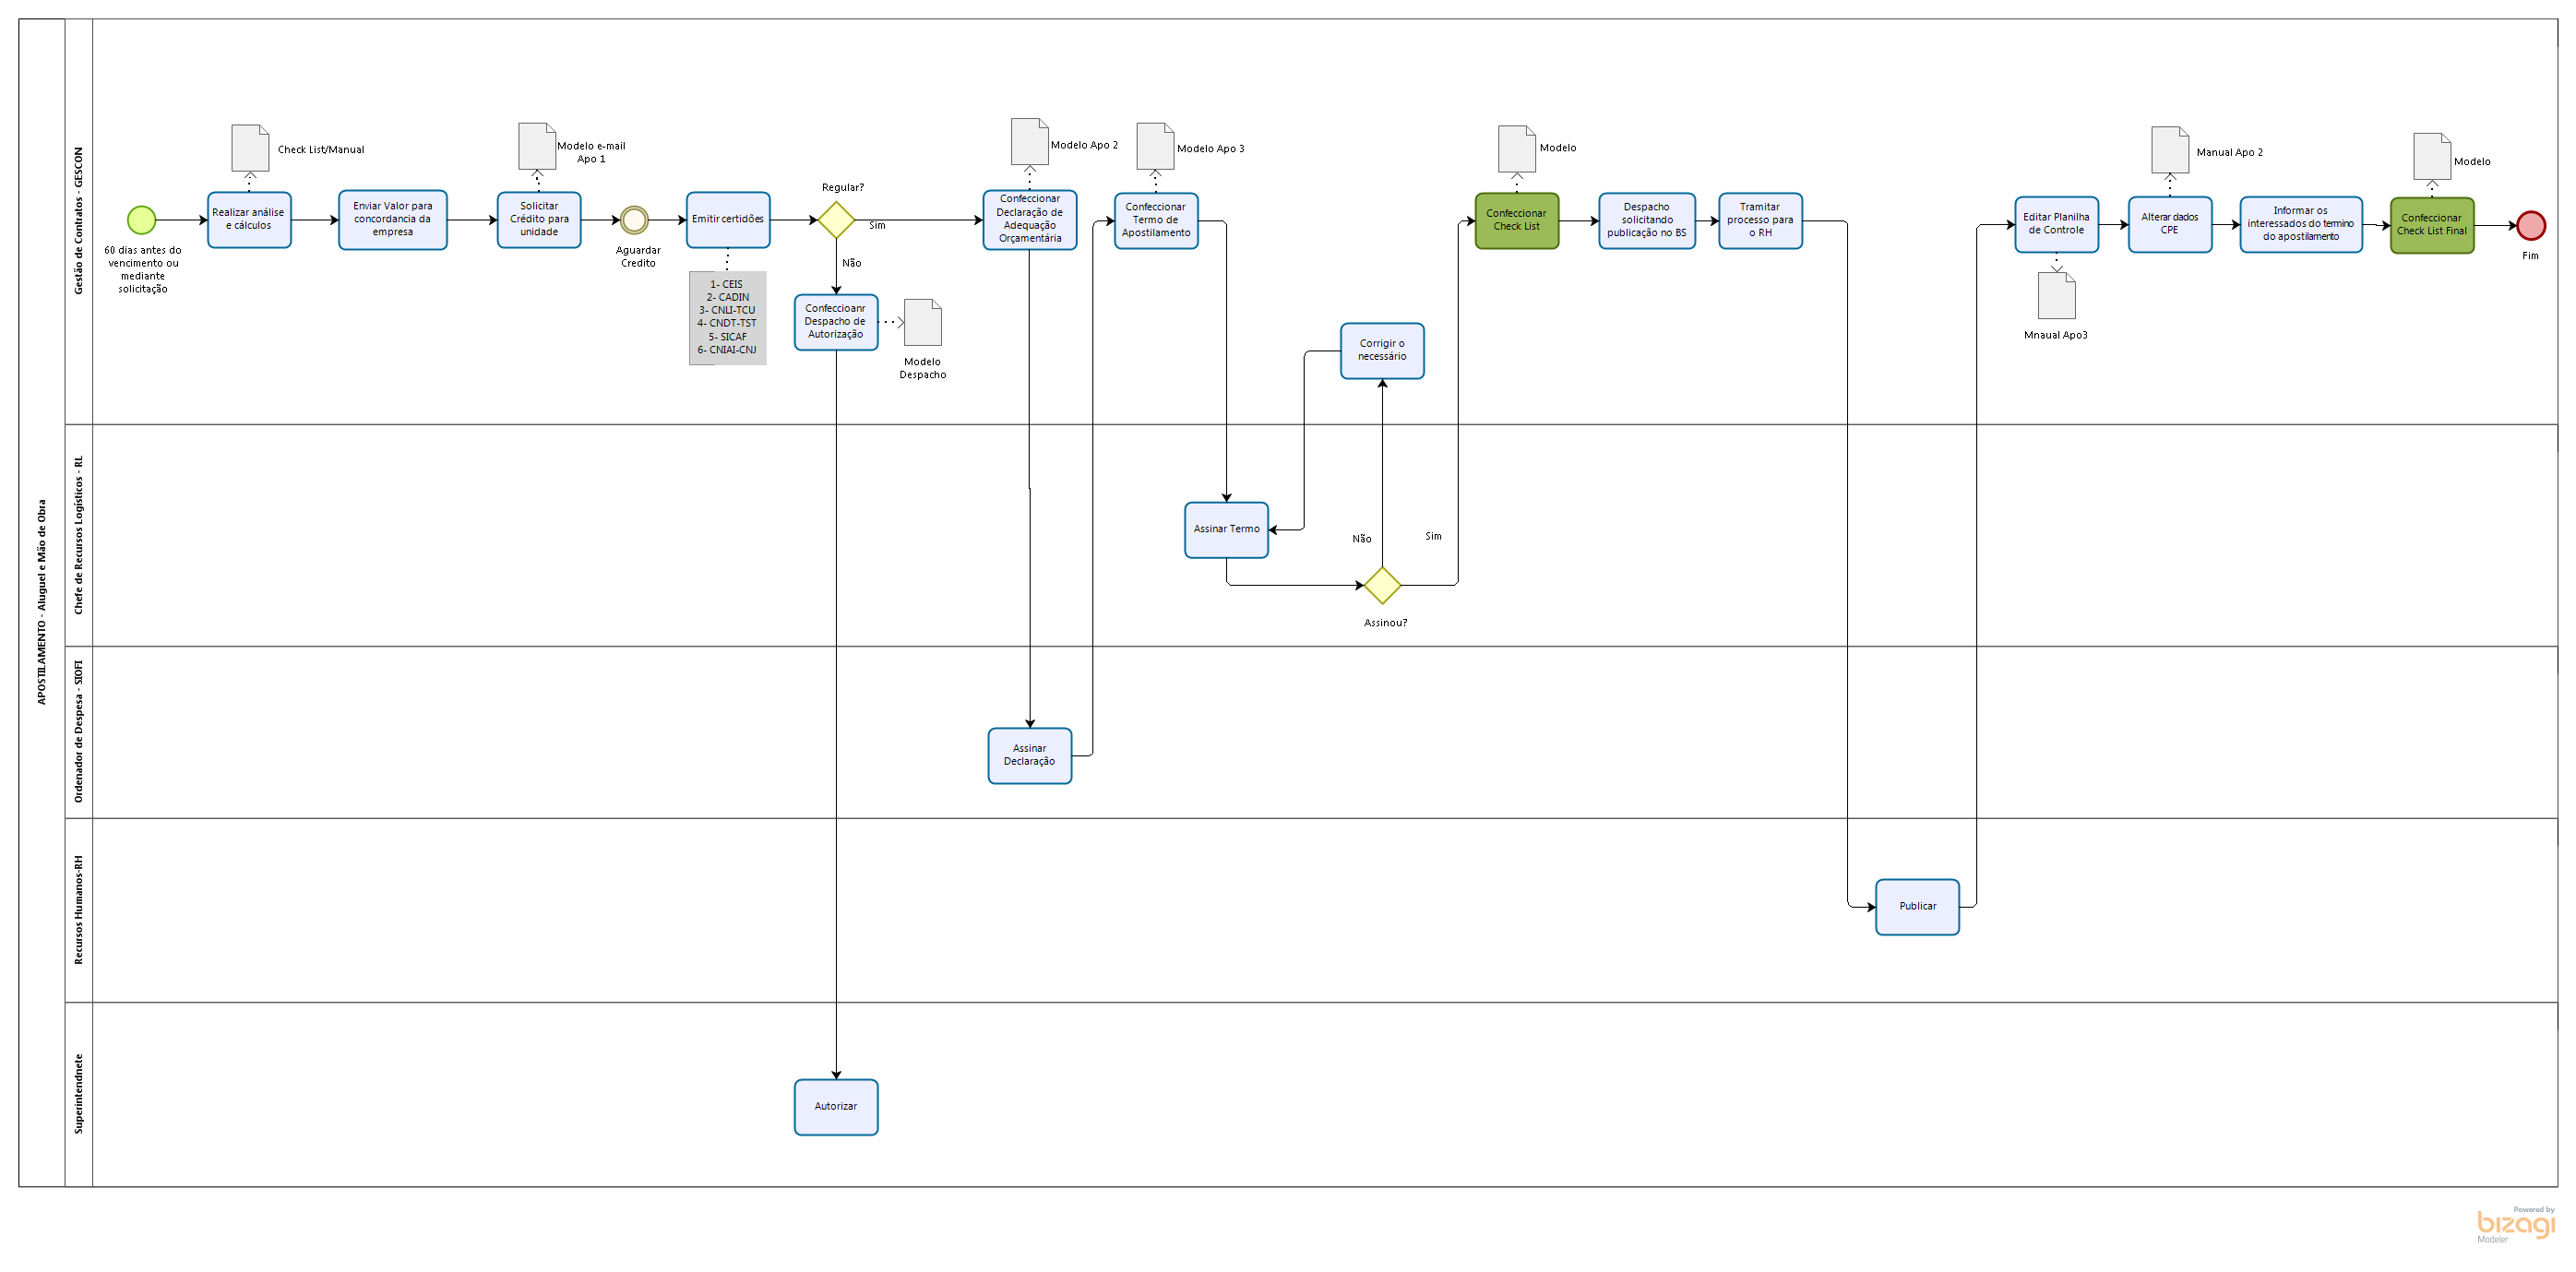 APOSTILAMENTO - Aluguel e Mão de Obra
Gestão de Contratos - GESCON
60 dias antes do
vencimento ou
mediante
solicitação
Check List/Manual
Realizar análise
e cálculos
Enviar Valor para
concordancia da
empresa
Modelo e-mail
Apo 1
Solicitar
Crédito para
unidade
Aguardar
Credito
Emitir certidões
1- CEIS
2- CADIN
3- CNLI-TCU
4- CNDT-TST
5- SICAF
6- CNIAI-CNJ
Regular?
Sim
Não
Confeccioanr
Despacho de
Autorização
Modelo
Despacho
Modelo Apo 2
Confeccionar
Declaração de
Adequação
Orçamentária
Modelo Apo 3
Confeccionar
Termo de
Apostilamento
Corrigir o
necessário
Modelo
Confeccionar
Check List
Despacho
solicitando
publicação no BS
Tramitar
processo para
o RH
Editar Planilha
de Controle
Mnaual Apo3
Manual Apo 2
Alterar dados
CPE
Informar os
interessados do termino
do apostilamento
Modelo
Confeccionar
Check List Final
Fim
Chefe de Recursos Logísticos - RL
Assinar Termo
Não
Sim
Assinou?
Ordenador de Despesa - SIOFI
Assinar
Declaração
Recursos Humanos-RH
Publicar
Superintendnete
Autorizar
Powered by
bizagi
Modeler